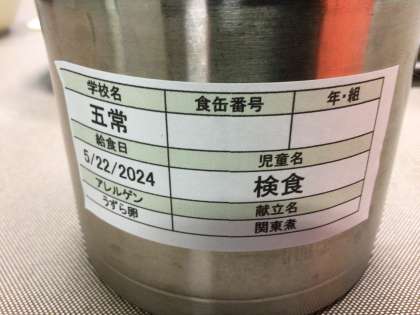 学校名 食缶番号 年・組
五常
給食日 児童名
5/22/2024 検食
アレルゲン 献立名
うずら卵 関東煮